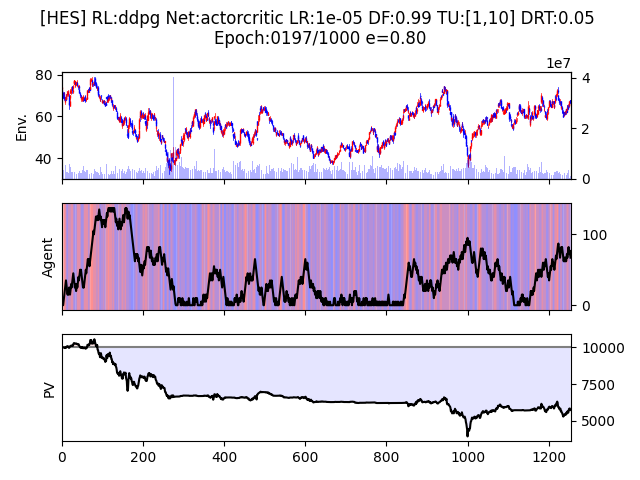 [HES] RL:ddpg Net:actorcritic LR:1e-05 DF:0.99 TU:[1,10] DRT:0.05
Epoch:0197/1000 e=0.80
1e7
80
60
40
Env.
4
2
0
Agent
100
0
PV
10000
7500
5000
0 200 400 600 800 1000 1200